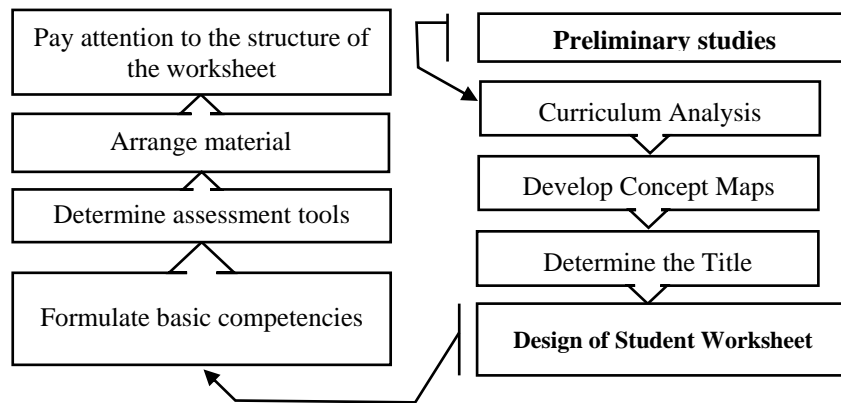 Pay attention to the structure of
the worksheet
Arrange material
Determine assessment tools
Formulate basic competencies
Preliminary studies
Curriculum Analysis
Develop Concept Maps
Determine the Title
Design of Student Worksheet